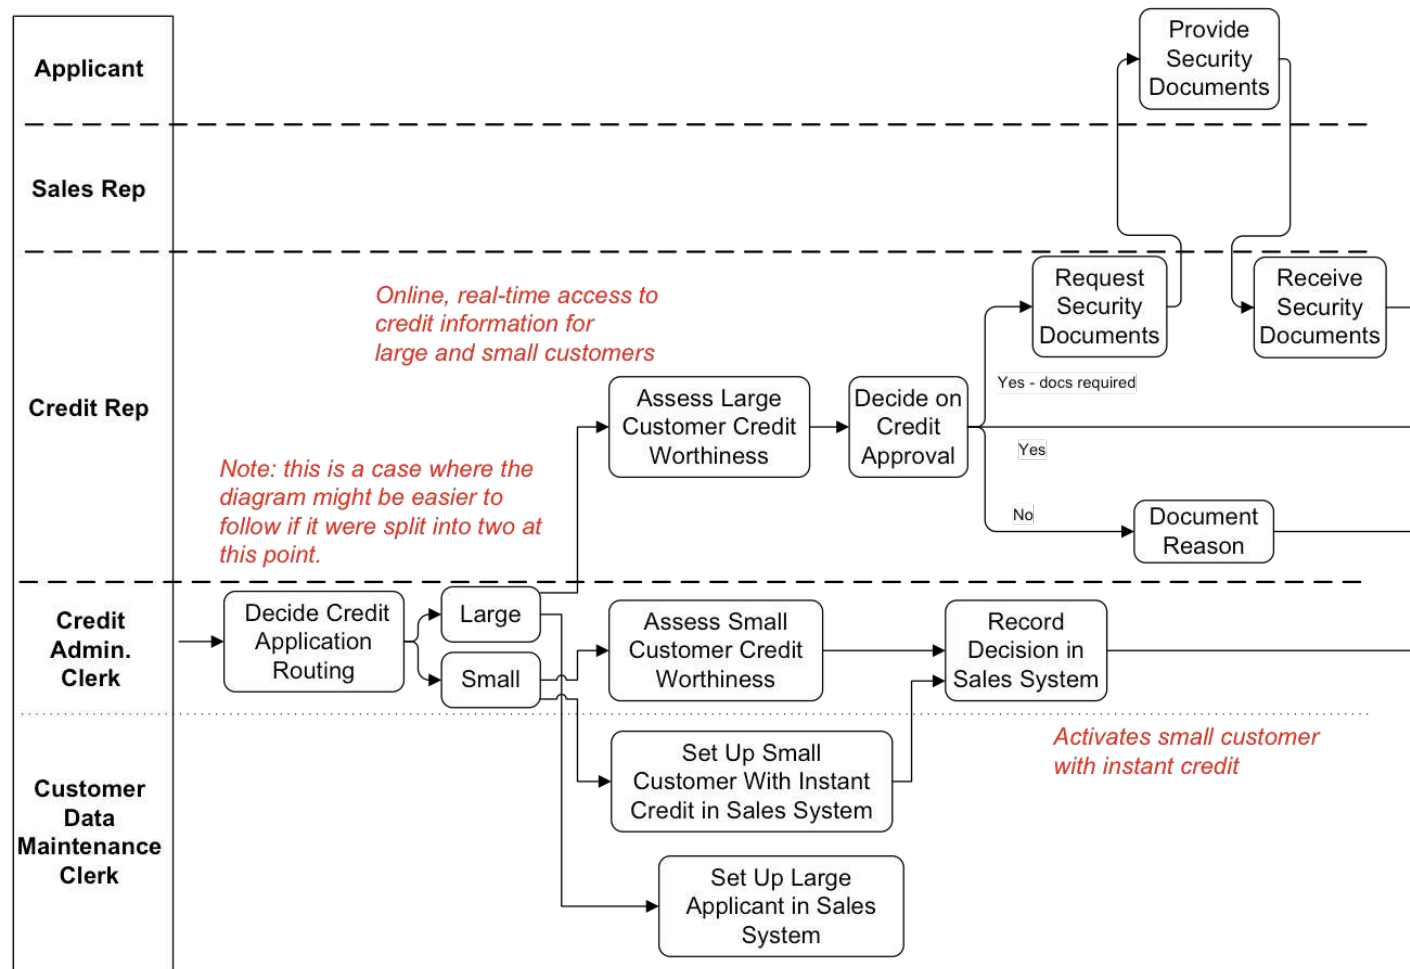 Applicant
Provide
Security
Documents
Sales Rep
Credit Rep
Online, real-time access to
credit information for
large and small customers
Request
Security
Documents
Receive
Security
Documents
Assess Large
Customer Credit
Worthiness
Decide on
Credit
Approval
Yes - docs required
Yes
No
Note: this is a case where the
diagram might be easier to
follow if it were split into two at
this point.
Document
Reason
Credit
Admin.
Clerk
Decide Credit
Application
Routing
Large
Small
Assess Small
Customer Credit
Worthiness
Record
Decision in
Sales System
Customer
Data
Maintenance
Clerk
Set Up Small
Customer With Instant
Credit in Sales System
Activates small customer
with instant credit
Set Up Large
Applicant in Sales
System